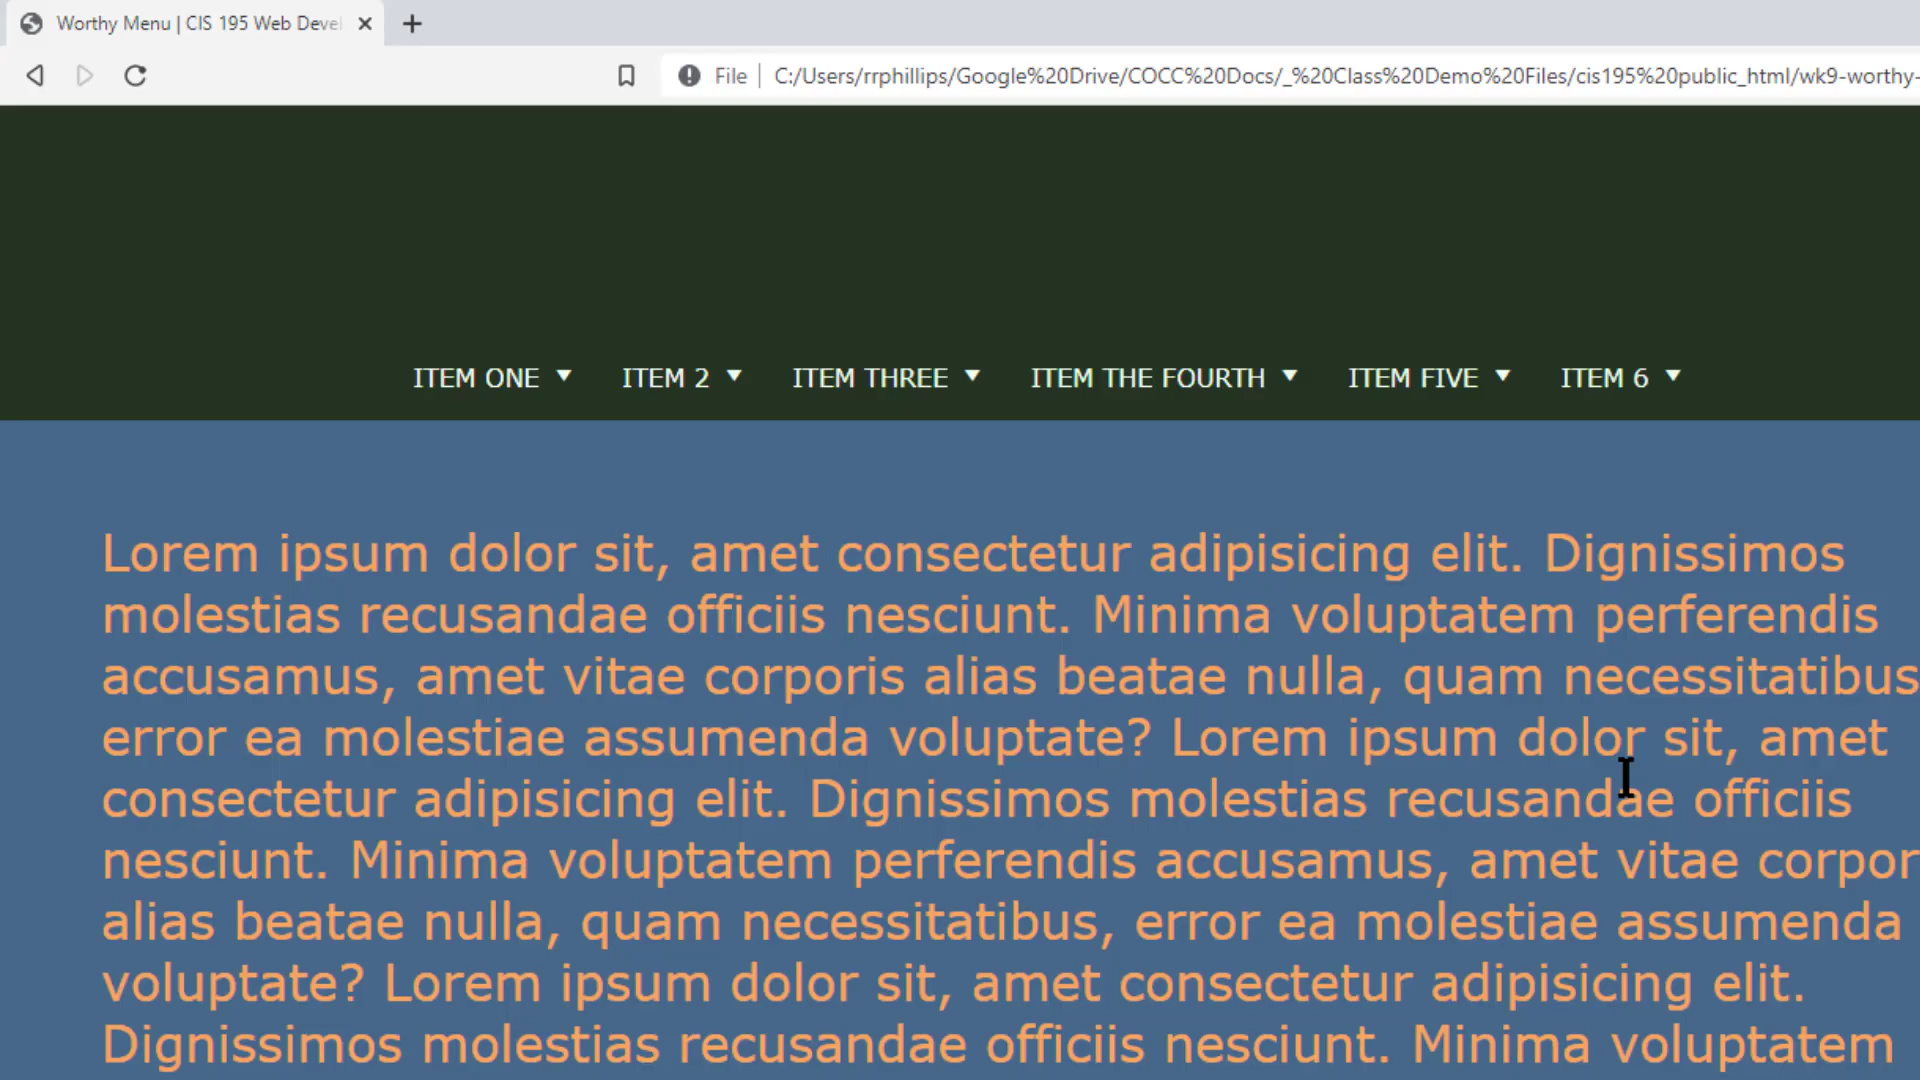 Worthy Menu | CIS 195 Web Deve
File | C:/Users/rrphillips/Google%20Drive/COCC%20Docs/_%20Class%20Demo%20Files/cis195%20public_html/wk9-worthy-
ITEM ONE ▼ ITEM 2 ▼ ITEM THREE ▼ ITEM THE FOURTH ▼ ITEM FIVE ▼ ITEM 6 ▼
Lorem ipsum dolor sit, amet consectetur adipisicing elit. Dignissimos
molestias recusandae officiis nesciunt. Minima voluptatem perferendis
accusamus, amet vitae corporis alias beatae nulla, quam necessitatibus
error ea molestiae assumenda voluptate? Lorem ipsum dolor sit, amet
consectetur adipisicing elit. Dignissimos molestias recusandae officiis
nesciunt. Minima voluptatem perferendis accusamus, amet vitae corpor
alias beatae nulla, quam necessitatibus, error ea molestiae assumenda
voluptate? Lorem ipsum dolor sit, amet consectetur adipisicing elit.
Dignissimos molestias recusandae officiis nesciunt. Minima voluptatem